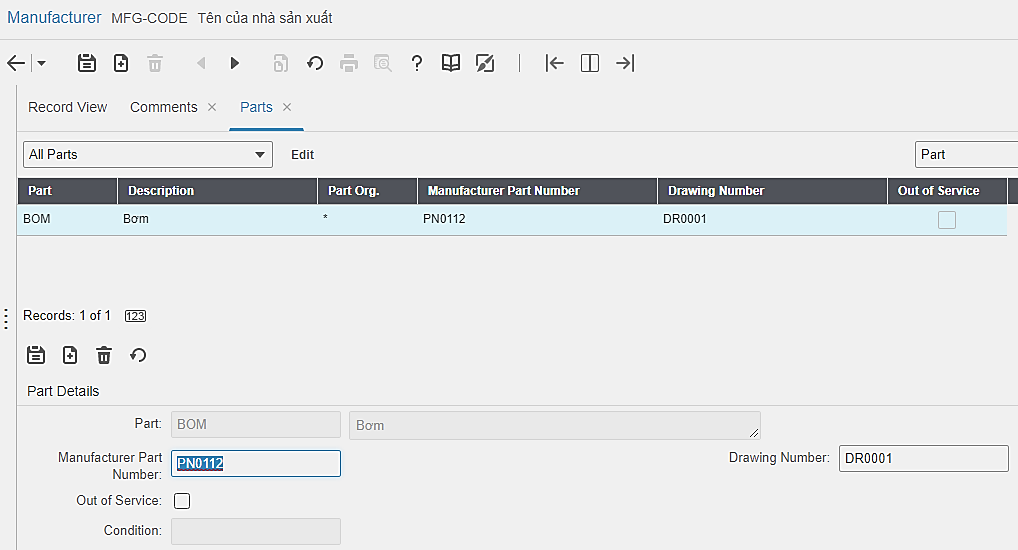 Manufacturer MFG-CODE Tên của nhà sản xuất
Record View Comments Parts
All Parts Edit Part
Part Description Part Org. Manufacturer Part Number Drawing Number Out of Service
BOM Bơm * PN0112 DR0001
Records: 1 of 1 123
Part Details
Part: BOM Bơm
Manufacturer Part Number: PN0112 Drawing Number: DR0001
Out of Service:
Condition: